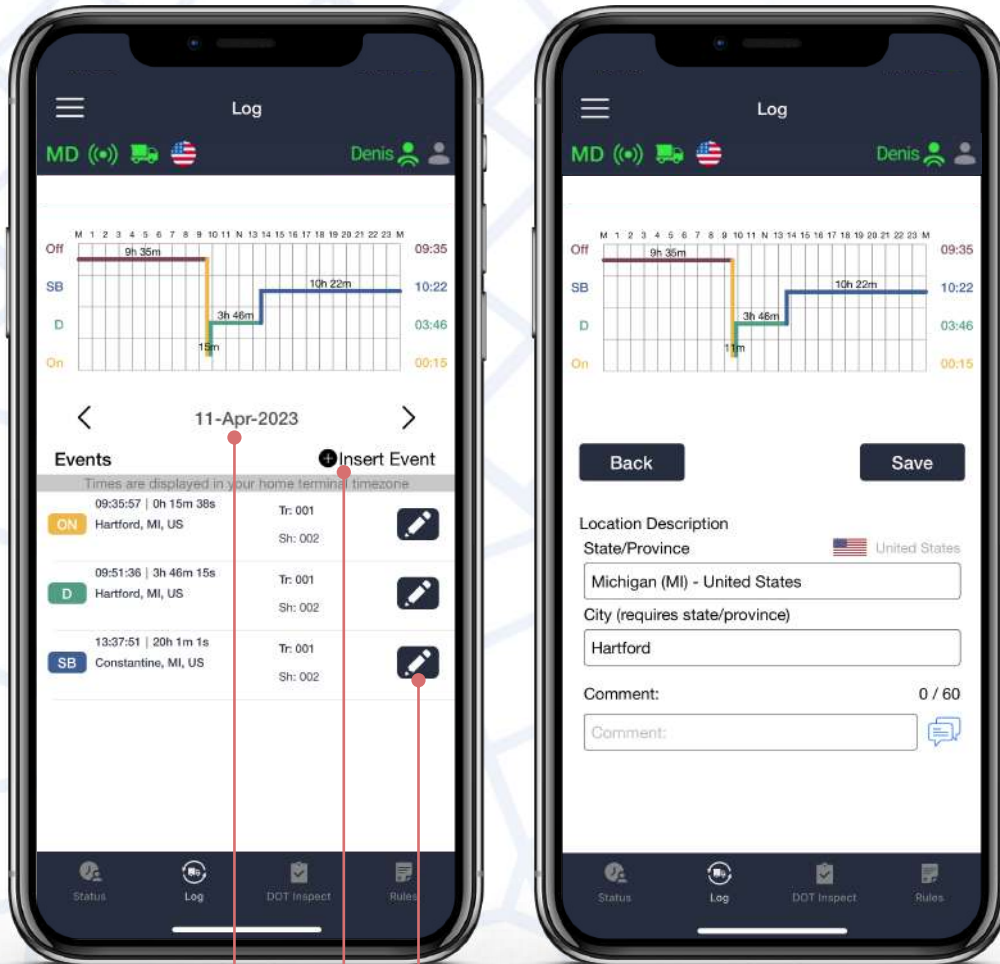 Log
MD Denis
M 1 2 3 4 5 6 7 8 9 10 11 N 13 14 15 16 17 18 19 20 21 22 23 M
Off 9h 35m 09:35
SB 10h 22m 10:22
D 3h 46m 03:46
On 15m 00:15
11-Apr-2023
Events Insert Event
Times are displayed in your home terminal timezone
09:35:57 | 0h 15m 38s Tr: 001
ON Hartford, MI, US
Sh: 002
09:51:36 | 3h 46m 15s Tr: 001
D Hartford, MI, US
Sh: 002
13:37:51 | 20h 1m 1s Tr: 001
SB Constantine, MI, US
Sh: 002
Status Log DOT Inspect Rules
Log
MD Denis
M 1 2 3 4 5 6 7 8 9 10 11 N 13 14 15 16 17 18 19 20 21 22 23 M
Off 9h 35m 09:35
SB 10h 22m 10:22
D 3h 46m 03:46
On 11m 00:15
Back Save
Location Description
State/Province United States
Michigan (MI) - United States
City (requires state/province)
Hartford
Comment: 0 / 60
Comment:
Status Log DOT Inspect Rules